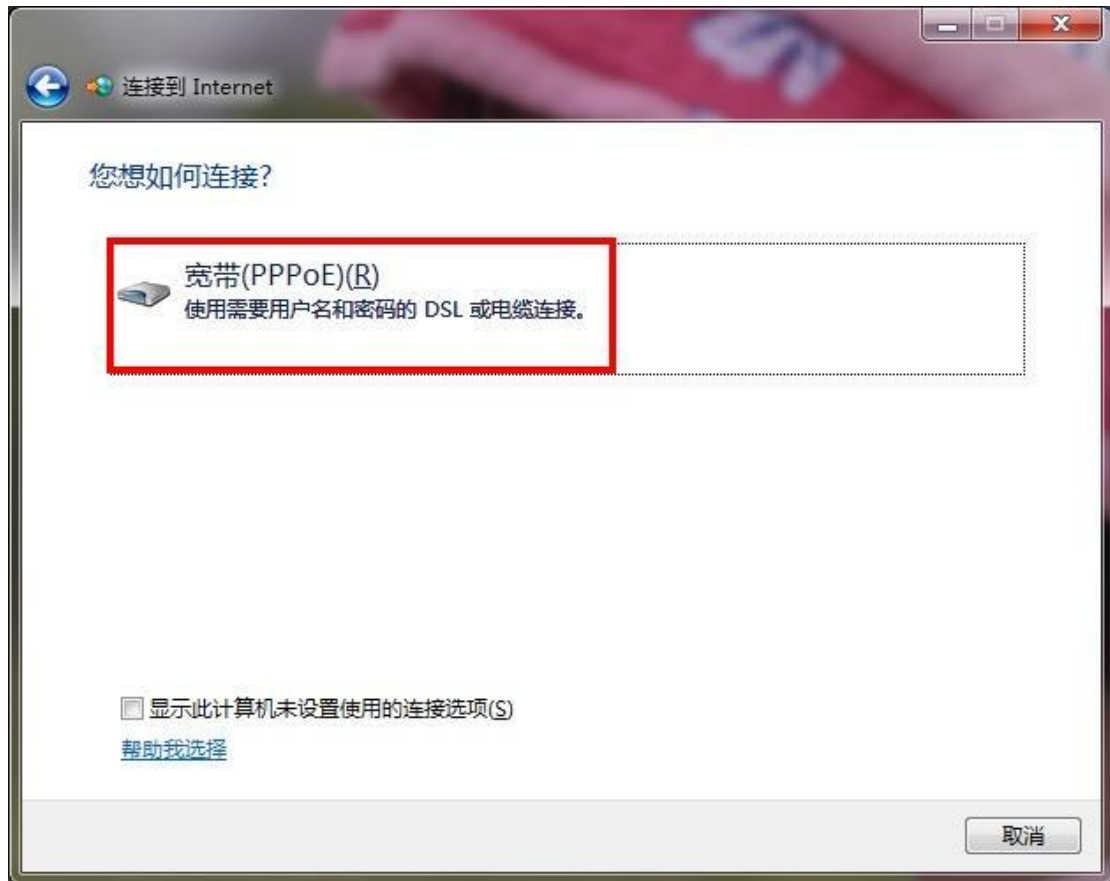 连接到 Internet
您想如何连接?
宽带(PPPoE)(R)
使用需要用户名和密码的 DSL 或电缆连接。
显示此计算机未设置使用的连接选项(S)
帮助我选择
取消